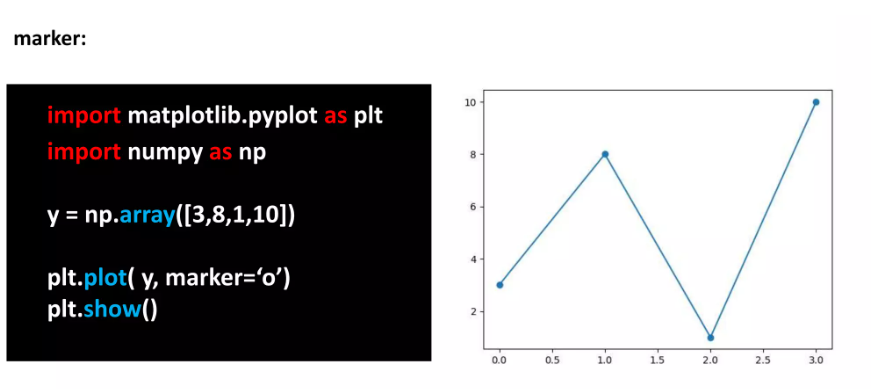 marker:
import matplotlib.pyplot as plt
import numpy as np
y = np.array([3,8,1,10])
plt.plot( y, marker=‘o’)
plt.show()
10
8
6
4
2
0.0 0.5 1.0 1.5 2.0 2.5 3.0